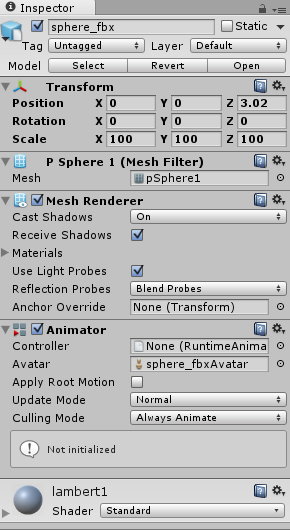 Inspector
sphere_fbx Static
Tag Untagged Layer Default
Model Select Revert Open
Transform
Position X 0 Y 0 Z 3.02
Rotation X 0 Y 0 Z 0
Scale X 100 Y 100 Z 100
P Sphere 1 (Mesh Filter)
Mesh pSphere1
Mesh Renderer
Cast Shadows On
Receive Shadows
Materials
Use Light Probes
Reflection Probes Blend Probes
Anchor Override None (Transform)
Animator
Controller None (RuntimeAnima
Avatar sphere_fbxAvatar
Apply Root Motion
Update Mode Normal
Culling Mode Always Animate
Not initialized
lambert1
Shader Standard